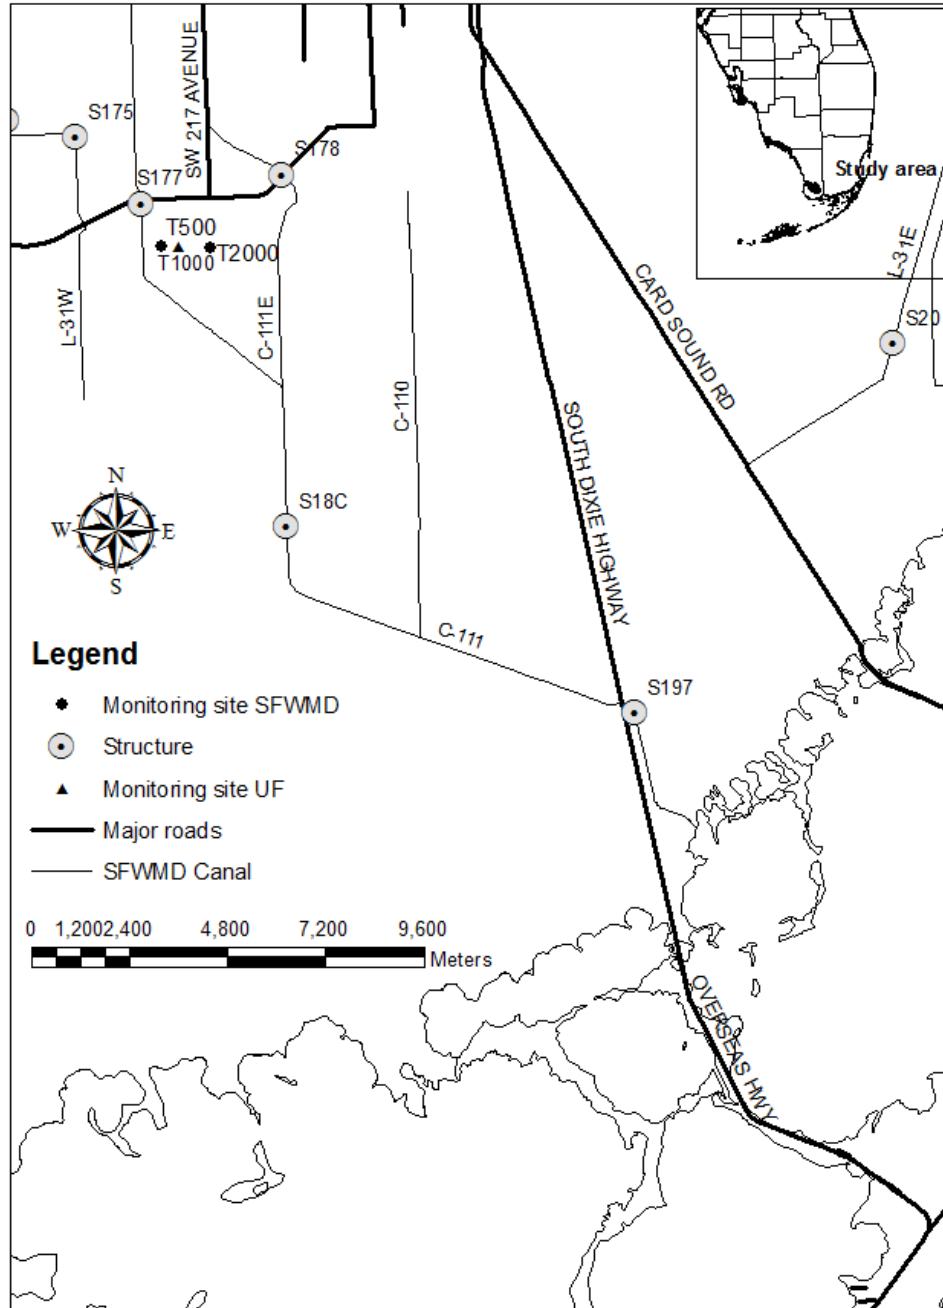 S175
SW 217 AVENUE
S178
S177
T500
T1000
T2000
Study area
L-31E
L-31W
C-111E
CARD SOUND RD
S20
C-110
SOUTH DIXIE HIGHWAY
N
W
E
S
S18C
C-111
S197
Legend
Monitoring site SFWMD
Structure
Monitoring site UF
Major roads
SFWMD Canal
0 1,200 2,400 4,800 7,200 9,600
Meters
OVERSEAS HWY